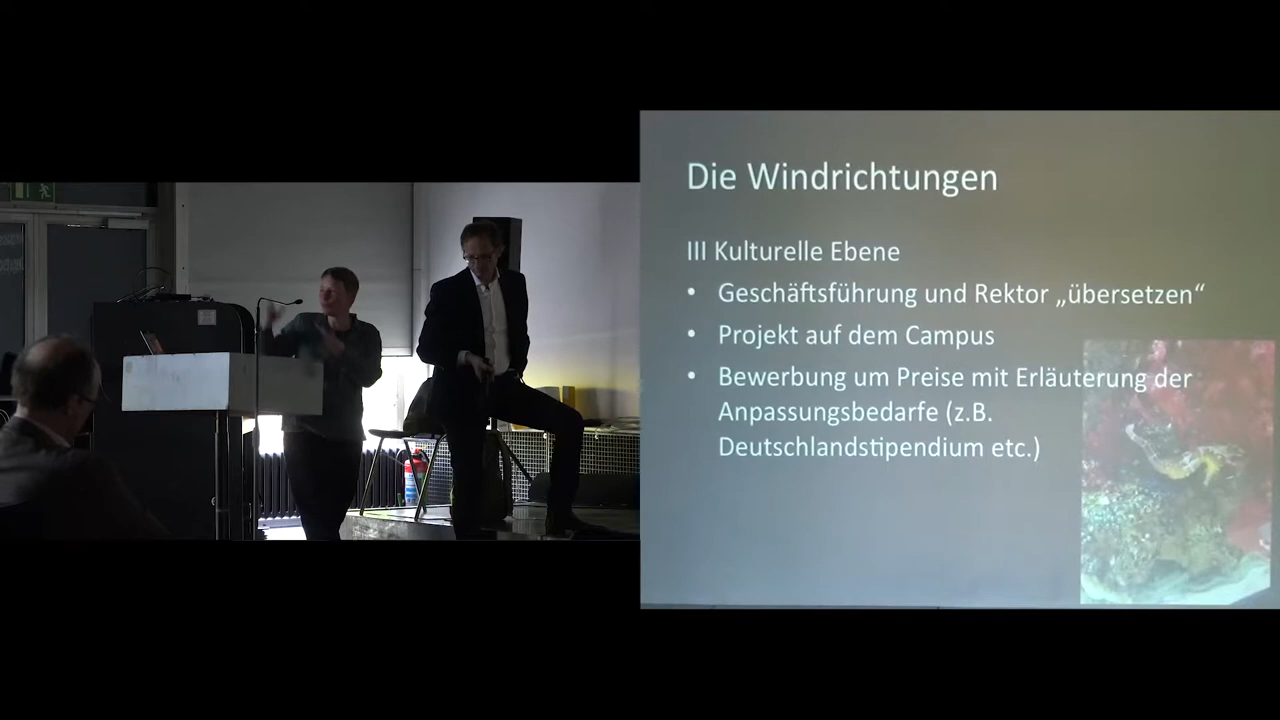 Die Windrichtungen
III Kulturelle Ebene
• Geschäftsführung und Rektor „übersetzen“
• Projekt auf dem Campus
• Bewerbung um Preise mit Erläuterung der
Anpassungsbedarfe (z.B.
Deutschlandstipendium etc.)